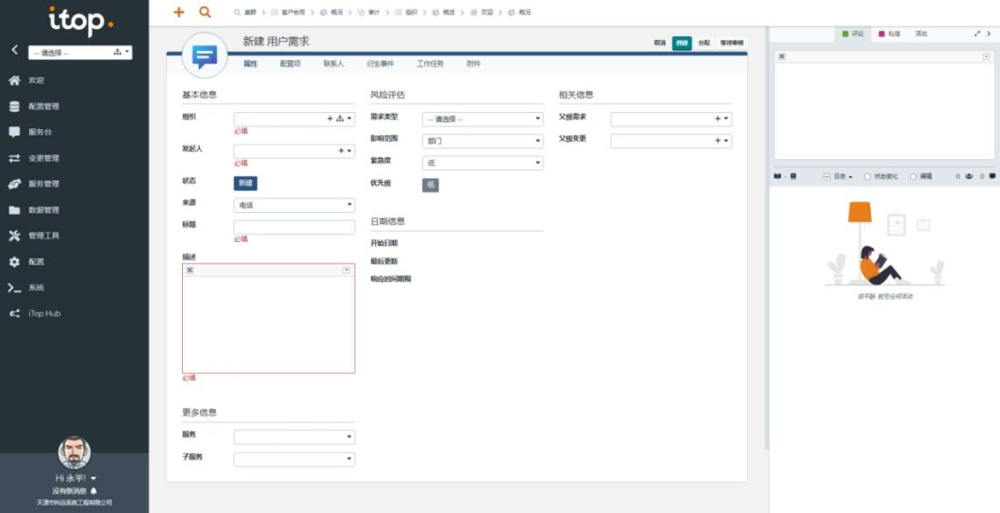 itop.
集群 客户合同 概况 审计 组织 概览 欢迎 概况
-- 请选择 --
欢迎
配置管理
服务台
变更管理
服务管理
数据管理
管理工具
配置
系统
iTop Hub
Hi 永平!
没有新消息
天津市科远系统工程有限公司
新建 用户需求
取消 创建 分配 等待审核
属性 配置项 联系人 衍生事件 工作任务 附件
基本信息
组织
必填
发起人
必填
状态 新建
来源 电话
标题
必填
描述
必填
更多信息
服务
子服务
风险评估
需求类型 -- 请选择 --
影响范围 部门
紧急度 低
优先级 低
日期信息
开始日期
最后更新
响应时间期限
相关信息
父级需求
父级变更
评论 私信 活动
日志 状态变化 编辑 0 0
很平静 暂无任何活动